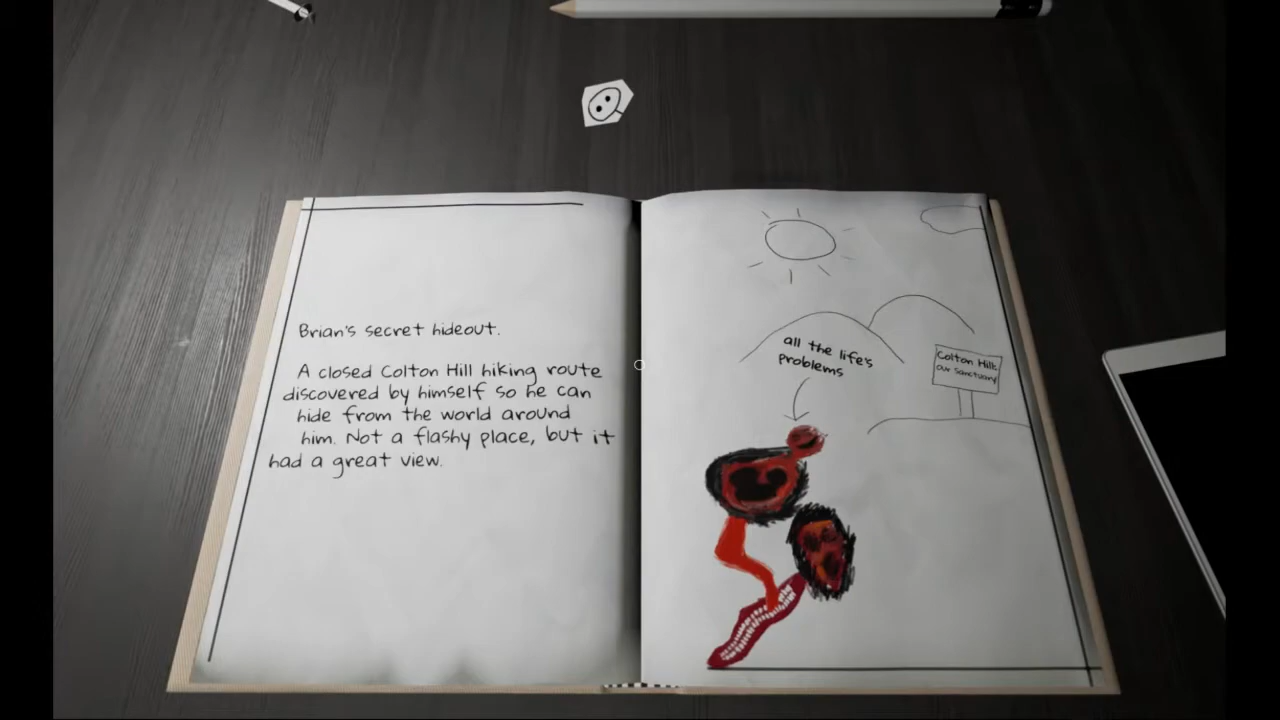 Brian's secret hideout.
A closed Colton Hill hiking route
discovered by himself so he can
hide from the world around
him. Not a flashy place, but it
had a great view.
all the life's
problems
Colton Hill:
our sanctuary